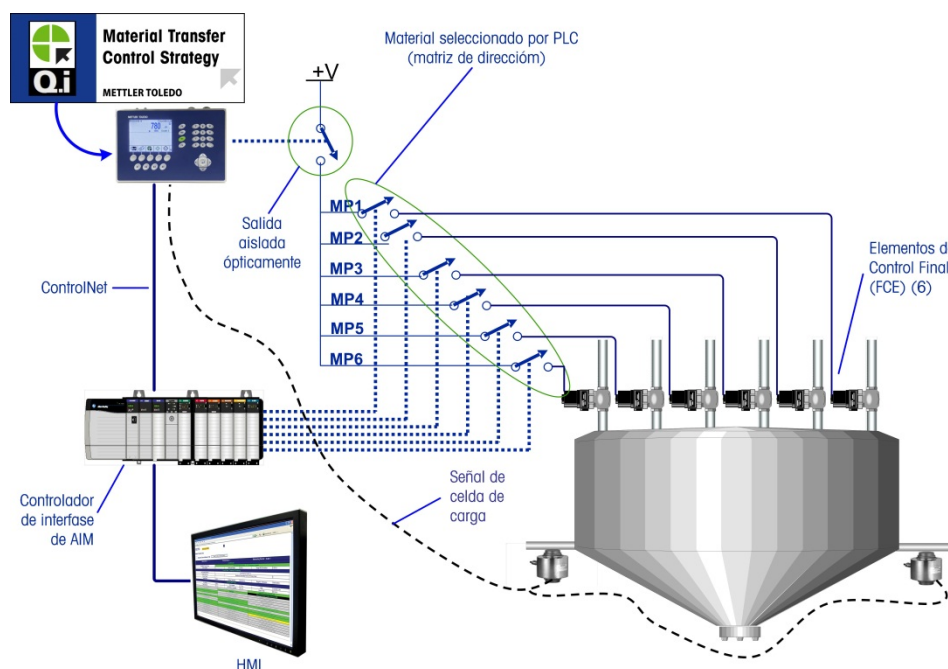 Material Transfer
Control Strategy
Q.i
METTLER TOLEDO
Material seleccionado por PLC
(matriz de direccióm)
+V
Salida
aislada
ópticamente
MP1
MP2
MP3
MP4
MP5
MP6
Elementos d
Control Final
(FCE) (6)
ControlNet
Controlador
de interfase
de AIM
Señal de
celda de
carga
HMI